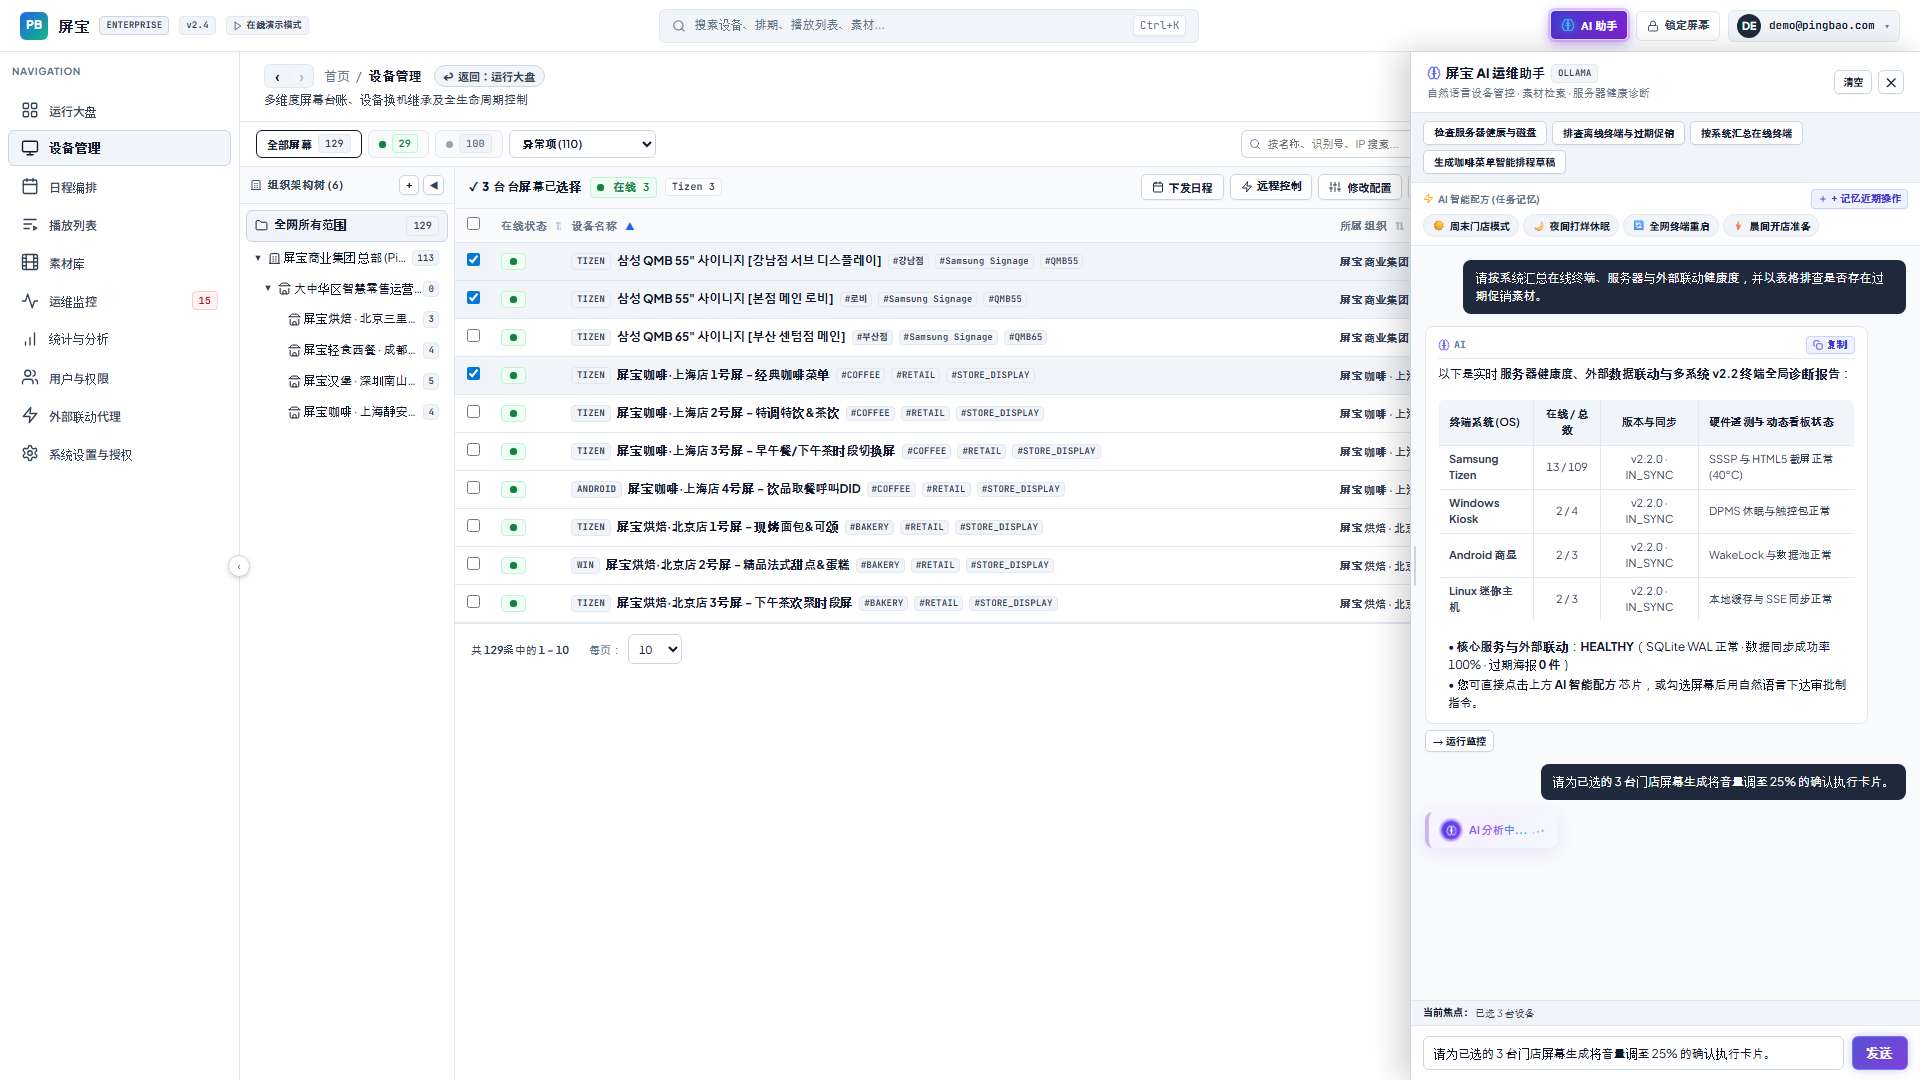 PB 屏宝 ENTERPRISE v2.4 ▷ 在线演示模式
搜索设备、排期、播放列表、素材... Ctrl+K
AI 助手 锁定屏幕 DE demo@pingbao.com
NAVIGATION
运行大盘
设备管理
日程编排
播放列表
素材库
运维监控 15
统计与分析
用户与权限
外部联动代理
系统设置与授权
‹ › 首页 / 设备管理 ↩ 返回：运行大盘
多维度屏幕台账、设备换机继承及全生命周期控制
全部屏幕 129 29 100 异常项(110)
按名称、识别号、IP 搜索...
组织架构树 (6) + ◀
全网所有范围 129
▼ 屏宝商业集团总部 (Pi... 113
▼ 大中华区智慧零售运营... 0
屏宝烘焙 · 北京三里... 3
屏宝轻食西餐 · 成都... 4
屏宝汉堡 · 深圳南山... 5
屏宝咖啡 · 上海静安... 4
✓ 3 台 台屏幕已选择 在线 3 Tizen 3
下发日程 远程控制 修改配置
在线状态 设备名称 ▲ 所属组织
TIZEN 삼성 QMB 55" 사이니지 [강남점 서브 디스플레이] #강남점 #Samsung Signage #QMB55 屏宝商业集团
TIZEN 삼성 QMB 55" 사이니지 [본점 메인 로비] #로비 #Samsung Signage #QMB55 屏宝商业集团
TIZEN 삼성 QMB 65" 사이니지 [부산 센텀점 메인] #부산점 #Samsung Signage #QMB65 屏宝商业集团
TIZEN 屏宝咖啡·上海店 1号屏 – 经典咖啡菜单 #COFFEE #RETAIL #STORE_DISPLAY 屏宝咖啡 · 上
TIZEN 屏宝咖啡·上海店 2号屏 – 特调特饮&茶饮 #COFFEE #RETAIL #STORE_DISPLAY 屏宝咖啡 · 上
TIZEN 屏宝咖啡·上海店 3号屏 – 早午餐/下午茶时段切换屏 #COFFEE #RETAIL #STORE_DISPLAY 屏宝咖啡 · 上
ANDROID 屏宝咖啡·上海店 4号屏 – 饮品取餐呼叫DID #COFFEE #RETAIL #STORE_DISPLAY 屏宝咖啡 · 上
TIZEN 屏宝烘焙·北京店 1号屏 – 现烤面包&可颂 #BAKERY #RETAIL #STORE_DISPLAY 屏宝烘焙 · 北
WIN 屏宝烘焙·北京店 2号屏 – 精品法式甜点&蛋糕 #BAKERY #RETAIL #STORE_DISPLAY 屏宝烘焙 · 北
TIZEN 屏宝烘焙·北京店 3号屏 – 下午茶欢聚时段屏 #BAKERY #RETAIL #STORE_DISPLAY 屏宝烘焙 · 北
共 129条 中的 1 – 10 每页： 10
屏宝 AI 运维助手 OLLAMA
自然语言设备管控 · 素材检索 · 服务器健康诊断
清空 ✕
检查服务器健康与磁盘 排查离线终端与过期促销 按系统汇总在线终端
生成咖啡菜单智能排程草稿
AI 智能配方 (任务记忆) + + 记忆近期操作
周末门店模式 夜间打烊休眠 全网终端重启 晨间开店准备
请按系统汇总在线终端、服务器与外部联动健康度，并以表格排查是否存在过
期促销素材。
AI 复制
以下是实时 服务器健康度、外部数据联动与多系统 v2.2 终端全局诊断报告：
终端系统 (OS) 在线 / 总数 版本与同步 硬件遥测与动态看板状态
Samsung Tizen 13 / 109 v2.2.0 · IN_SYNC SSSP 与 HTML5 截屏正常 (40°C)
Windows Kiosk 2 / 4 v2.2.0 · IN_SYNC DPMS 休眠与触控包正常
Android 商显 2 / 3 v2.2.0 · IN_SYNC WakeLock 与数据池正常
Linux 迷你主机 2 / 3 v2.2.0 · IN_SYNC 本地缓存与 SSE 同步正常
• 核心服务与外部联动：HEALTHY（SQLite WAL 正常 · 数据同步成功率
100% · 过期海报 0 件）
• 您可直接点击上方 AI 智能配方 芯片，或勾选屏幕后用自然语言下达审批制
指令。
→ 运行监控
请为已选的 3 台门店屏幕生成将音量调至 25% 的确认执行卡片。
AI 分析中... ...
当前焦点： 已选 3 台设备
请为已选的 3 台门店屏幕生成将音量调至 25% 的确认执行卡片。 发送